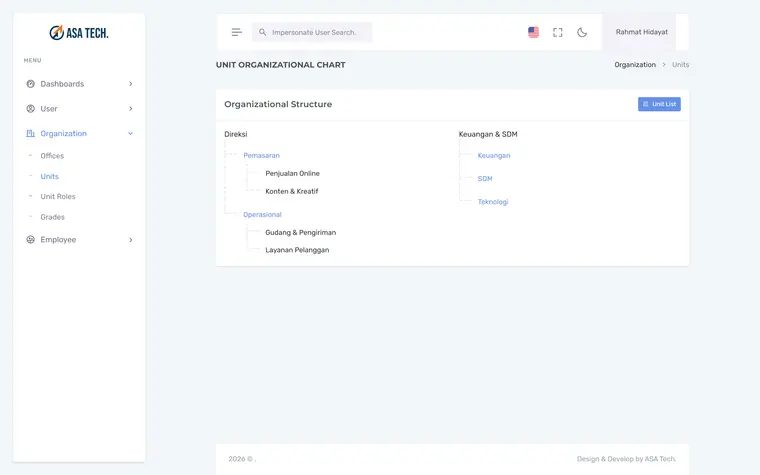 ASA TECH.
MENU
Dashboards
User
Organization
Offices
Units
Unit Roles
Grades
Employee
Impersonate User Search.
Rahmat Hidayat
UNIT ORGANIZATIONAL CHART
Organization > Units
Organizational Structure
Unit List
Direksi
Pemasaran
Penjualan Online
Konten & Kreatif
Operasional
Gudang & Pengiriman
Layanan Pelanggan
Keuangan & SDM
Keuangan
SDM
Teknologi
2026 © .
Design & Develop by ASA Tech.